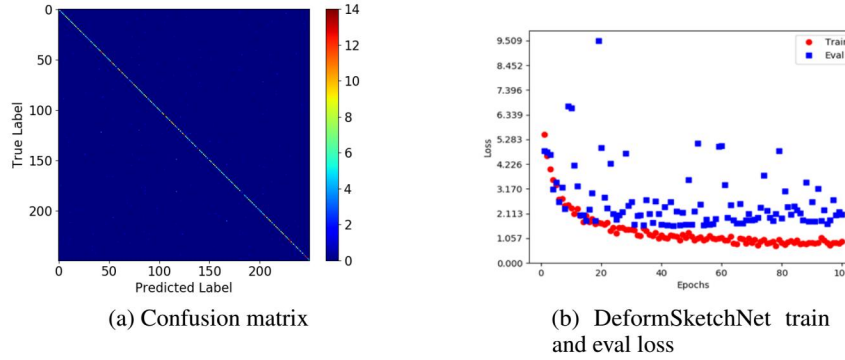 0
50
100
150
200
True Label
0 50 100 150 200
Predicted Label
14
12
10
8
6
4
2
0
(a) Confusion matrix
9.509
8.452
7.396
6.339
5.283
4.226
3.170
2.113
1.057
0.000
Loss
0 20 40 60 80 100
Epochs
Train
Eval
(b) DeformSketchNet train
and eval loss